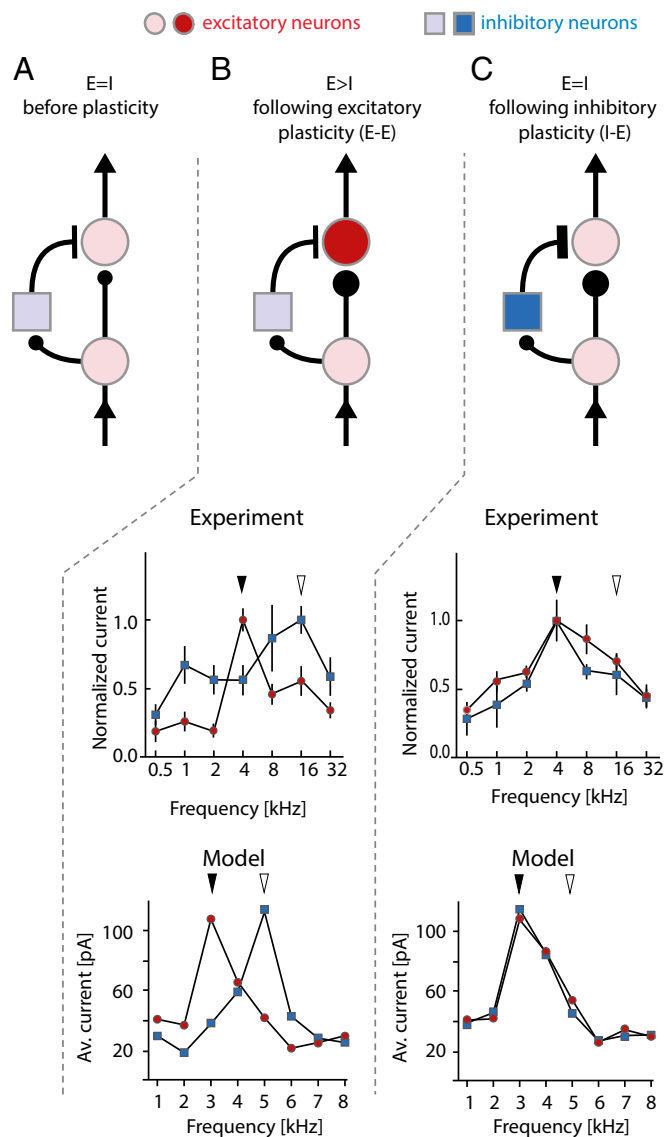 excitatory neurons
inhibitory neurons
A
E=I
before plasticity
B
E>I
following excitatory
plasticity (E-E)
C
E=I
following inhibitory
plasticity (I-E)
Experiment
Normalized current
1.0
0.5
0.0
0.5 1 2 4 8 16 32
Frequency [kHz]
Experiment
Normalized current
1.0
0.5
0.0
0.5 1 2 4 8 16 32
Frequency [kHz]
Model
Av. current [pA]
100
60
20
1 2 3 4 5 6 7 8
Frequency [kHz]
Model
Av. current [pA]
100
60
20
1 2 3 4 5 6 7 8
Frequency [kHz]